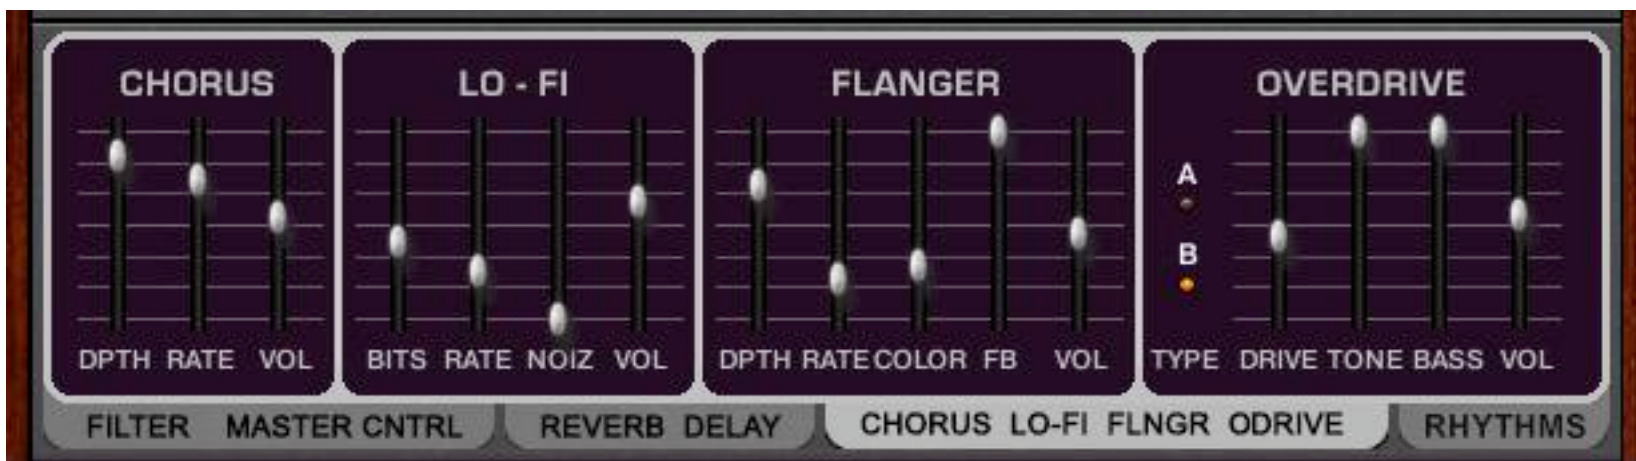 CHORUS LO - FI FLANGER OVERDRIVE
A
B
DPTH RATE VOL BITS RATE NOIZ VOL DPTH RATE COLOR FB VOL TYPE DRIVE TONE BASS VOL
FILTER MASTER CNTRL REVERB DELAY CHORUS LO-FI FLNGR ODRIVE RHYTHMS